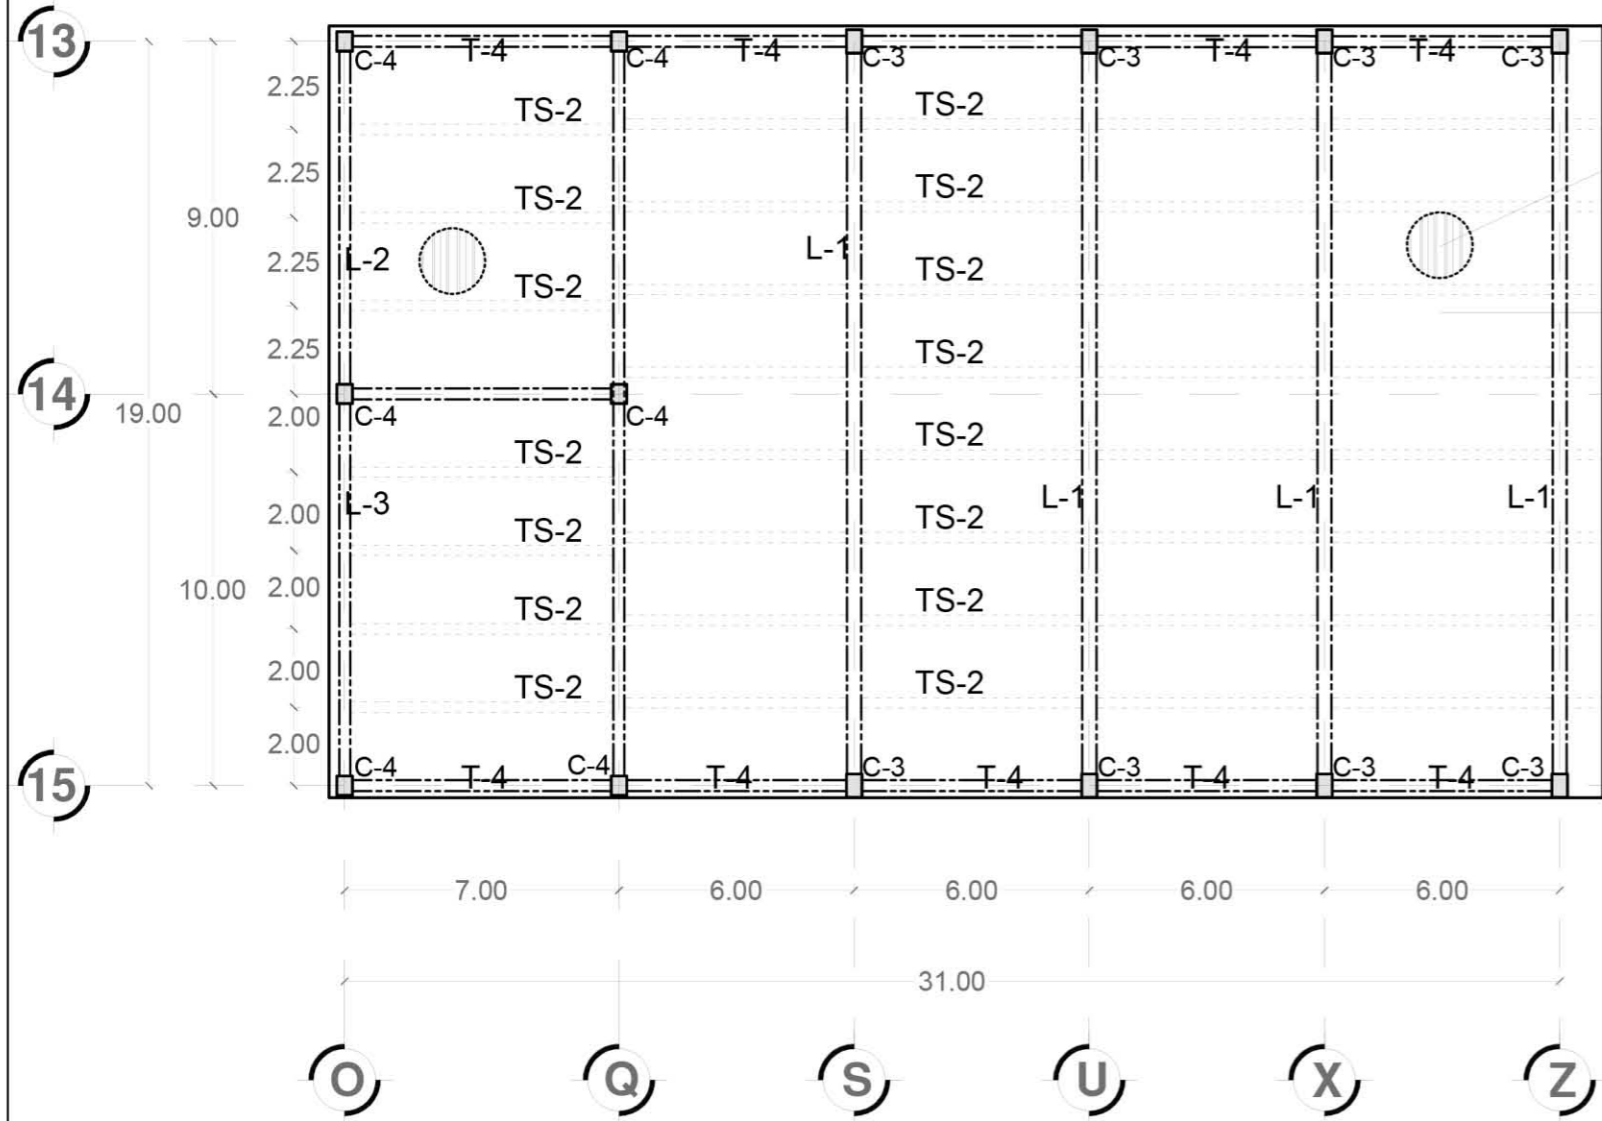 13
C-4
T-4
C-4
T-4
C-3
C-3
T-4
C-3
T-4
C-3
2.25
TS-2
TS-2
2.25
TS-2
TS-2
9.00
L-2
2.25
TS-2
L-1
TS-2
2.25
TS-2
14
19.00
2.00
C-4
C-4
TS-2
TS-2
L-3
2.00
TS-2
TS-2
L-1
L-1
L-1
10.00
2.00
TS-2
TS-2
2.00
TS-2
TS-2
2.00
15
C-4
T-4
C-4
T-4
C-3
T-4
C-3
T-4
C-3
T-4
C-3
7.00
6.00
6.00
6.00
6.00
31.00
O
Q
S
U
X
Z